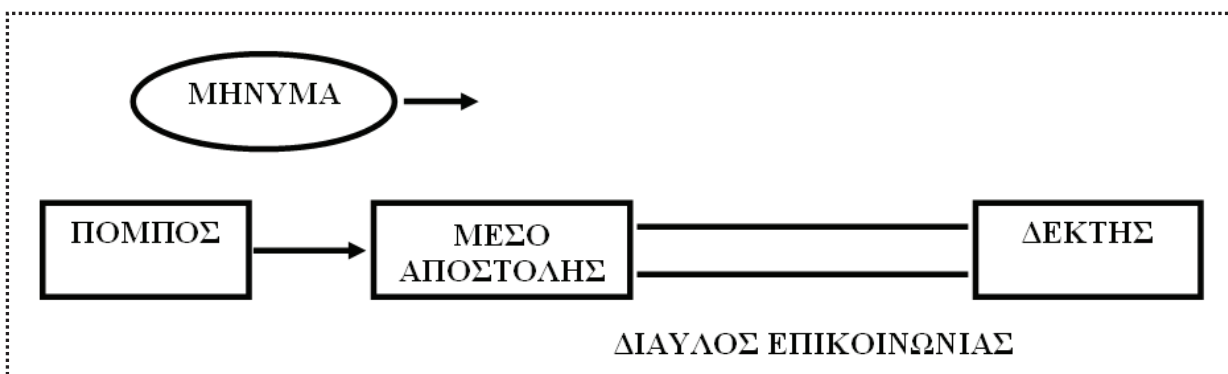 ΜΗΝΥΜΑ
ΠΟΜΠΟΣ
ΜΕΣΟ
ΑΠΟΣΤΟΛΗΣ
ΔΕΚΤΗΣ
ΔΙΑΥΛΟΣ ΕΠΙΚΟΙΝΩΝΙΑΣ